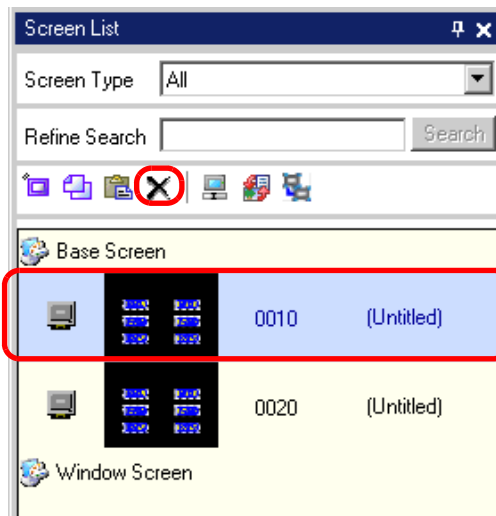 Screen List
Screen Type All
Refine Search Search
Base Screen
0010 (Untitled)
0020 (Untitled)
Window Screen